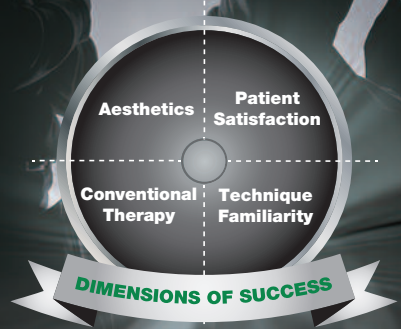 Aesthetics
Patient
Satisfaction
Conventional
Therapy
Technique
Familiarity
DIMENSIONS OF SUCCESS